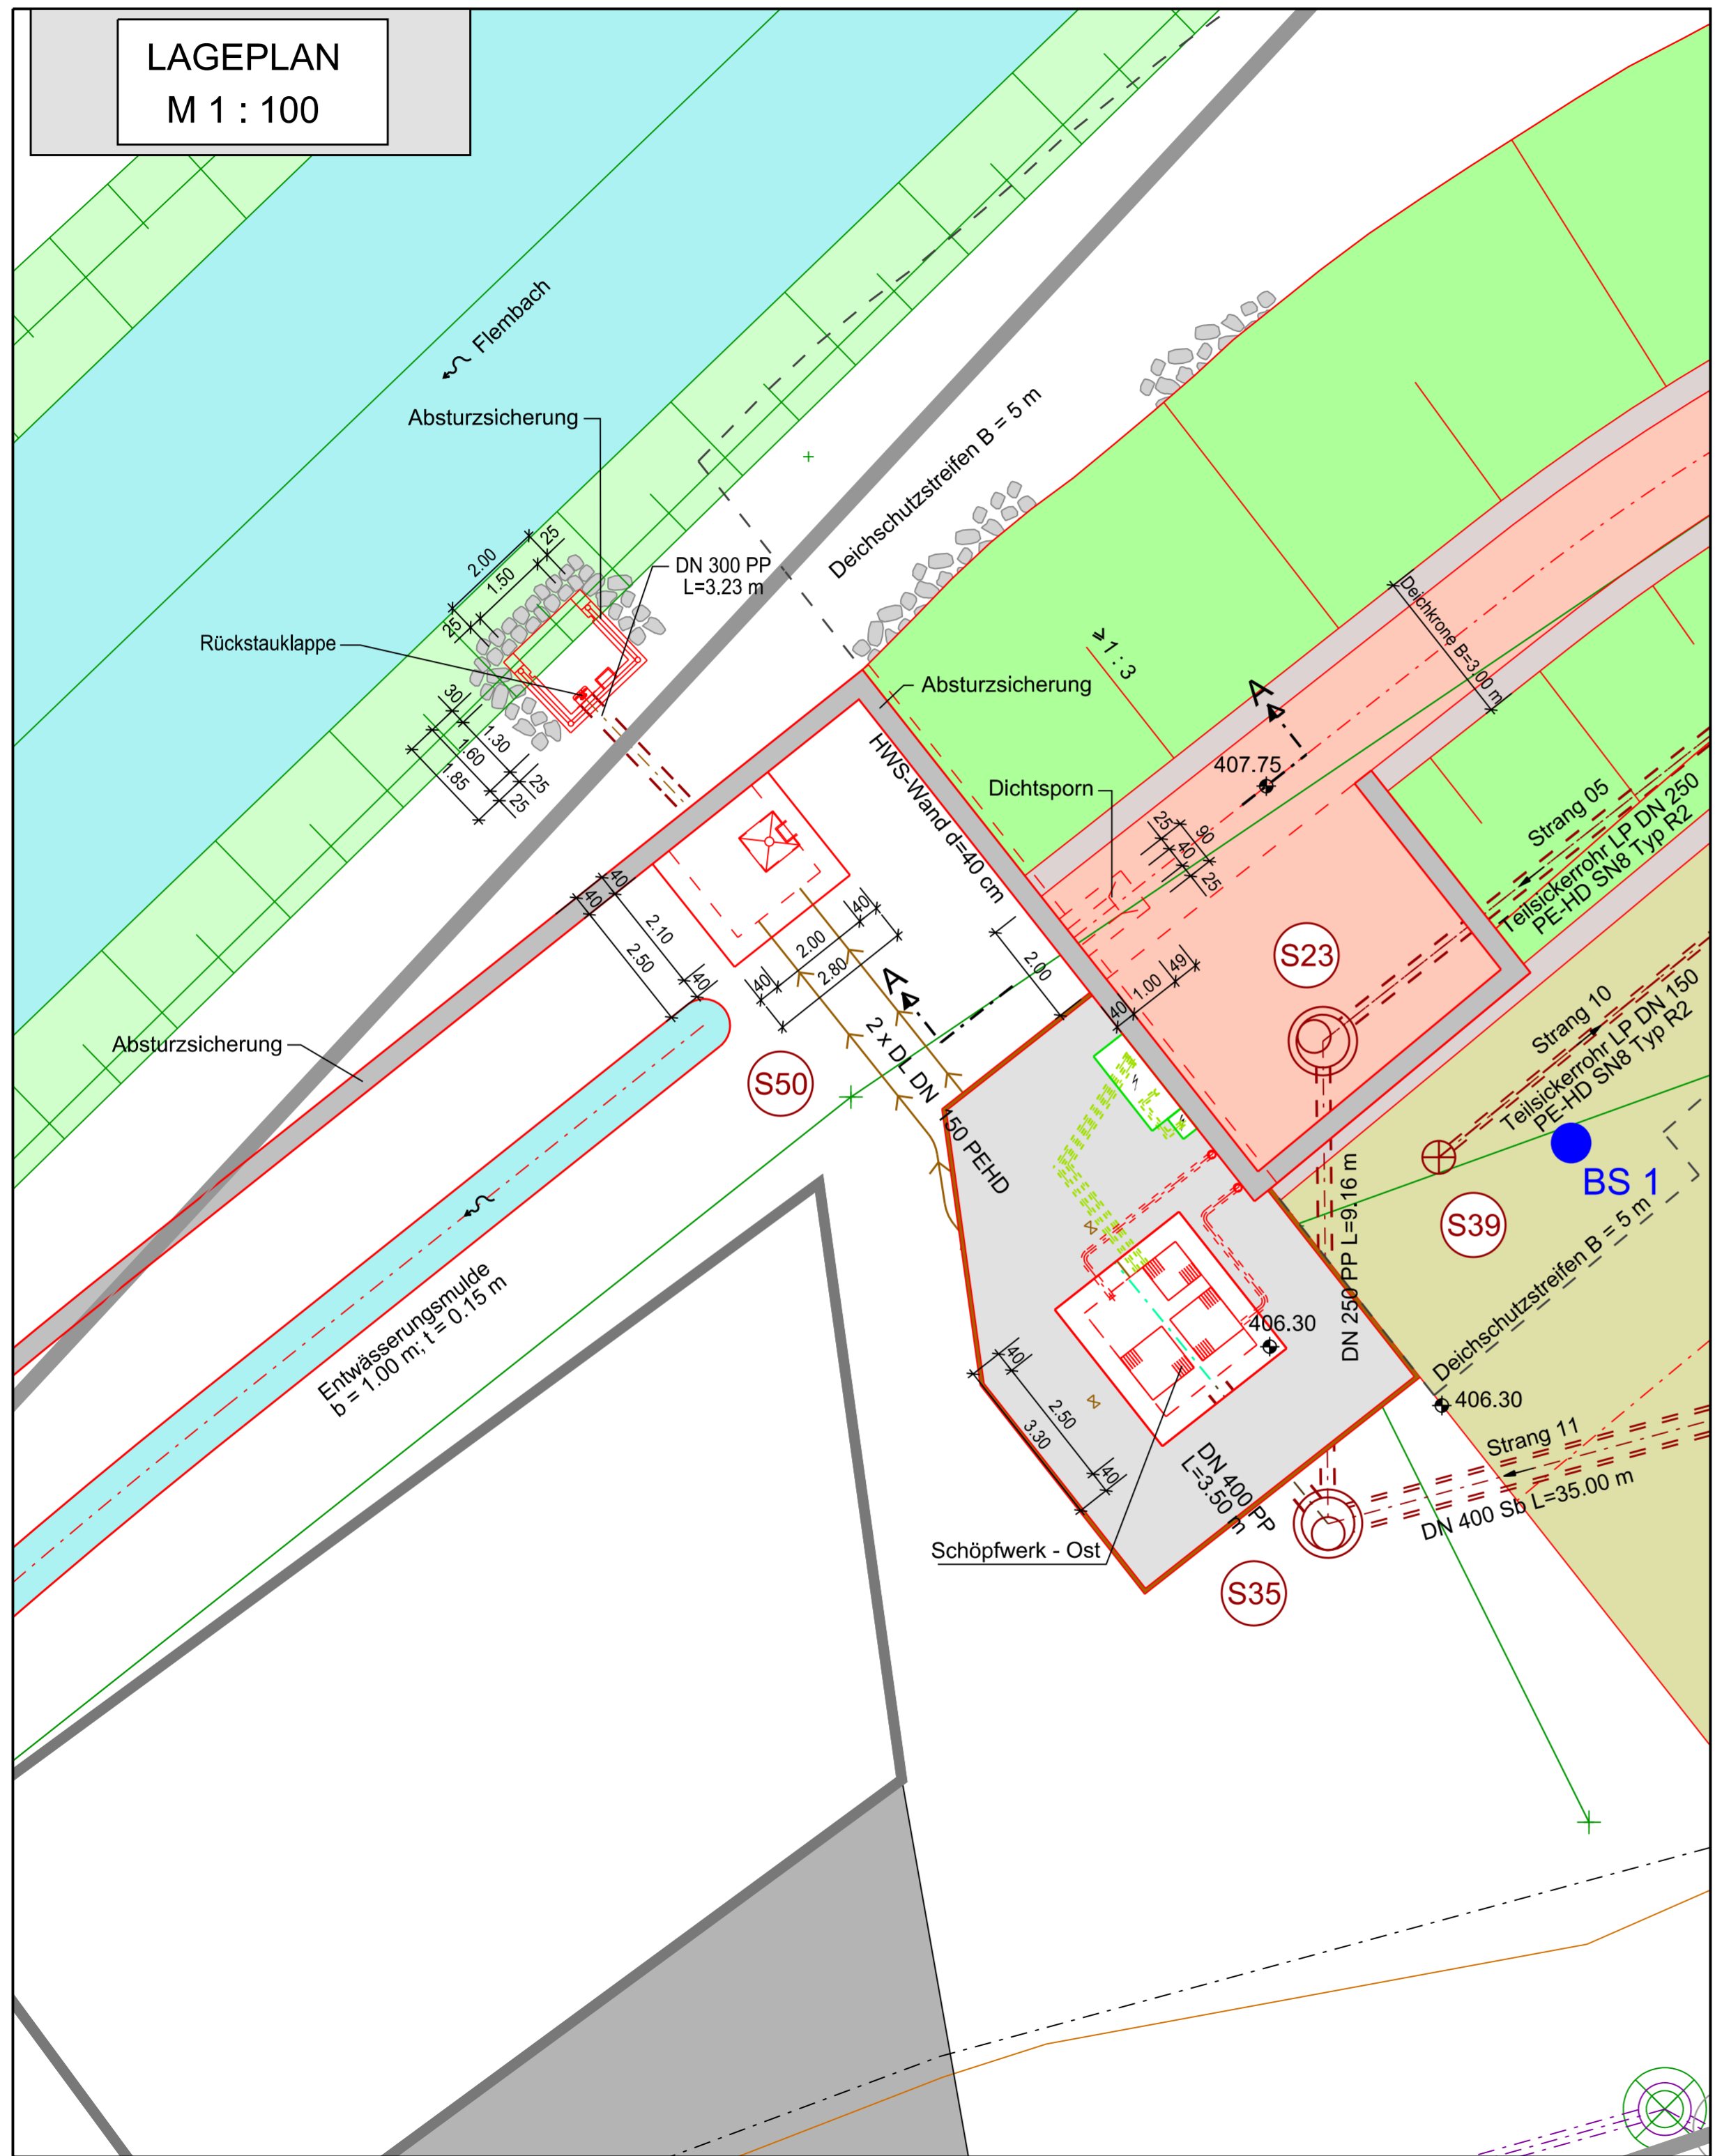 LAGEPLAN
M 1 : 100
Flembach
Absturzsicherung
Deichschutzstreifen B = 5 m
DN 300 PP
L=3.23 m
2.00
25
1.50
25
Rückstauklappe
30
1.30
1.60
1.85
25
25
≥ 1 : 3
Absturzsicherung
A
Deichkrone B=3.00 m
407.75
HWS-Wand d=40 cm
Dichtsporn
25
90
40
25
Strang 05
Teilsickerrohr LP DN 250
PE-HD SN8 Typ R2
40
40
2.10
2.50
40
40
2.00
2.80
40
A
2.00
S23
40
1.00
49
Strang 10
Teilsickerrohr LP DN 150
PE-HD SN8 Typ R2
Absturzsicherung
S50
2 x DL DN 150 PEHD
BS 1
S39
DN 250 PP L=9.16 m
Deichschutzstreifen B = 5 m
Entwässerungsmulde
b = 1.00 m; t = 0.15 m
406.30
406.30
40
2.50
3.30
40
Strang 11
DN 400 Sb L=35.00 m
DN 400 PP
L=3.50 m
Schöpfwerk - Ost
S35